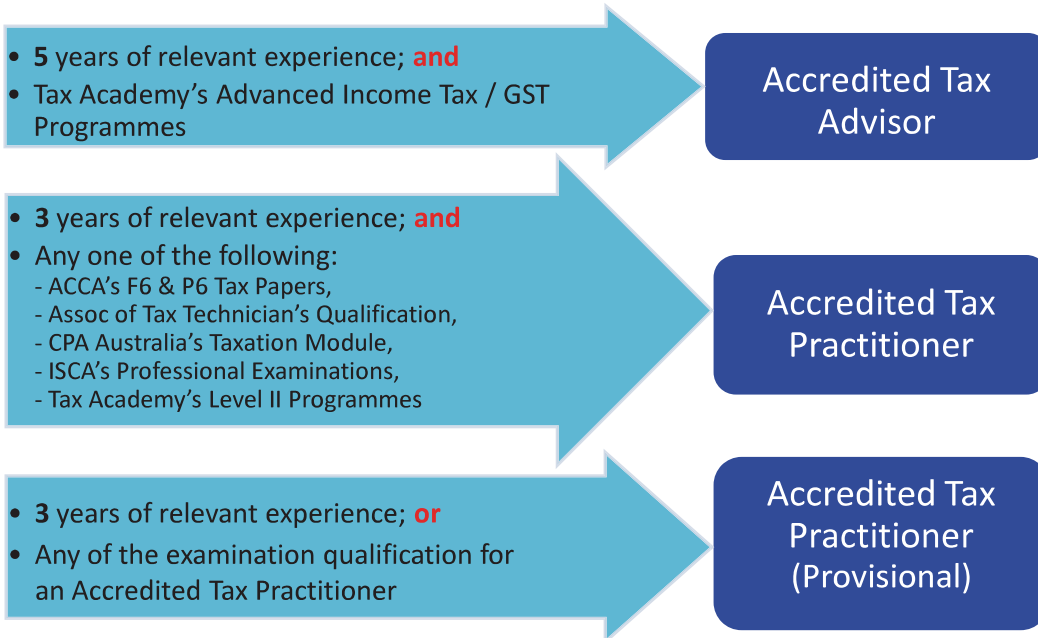 • 5 years of relevant experience; and
• Tax Academy’s Advanced Income Tax / GST
Programmes
Accredited Tax
Advisor
• 3 years of relevant experience; and
• Any one of the following:
- ACCA’s F6 & P6 Tax Papers,
- Assoc of Tax Technician’s Qualification,
- CPA Australia’s Taxation Module,
- ISCA’s Professional Examinations,
- Tax Academy’s Level II Programmes
Accredited Tax
Practitioner
• 3 years of relevant experience; or
• Any of the examination qualification for
an Accredited Tax Practitioner
Accredited Tax
Practitioner
(Provisional)